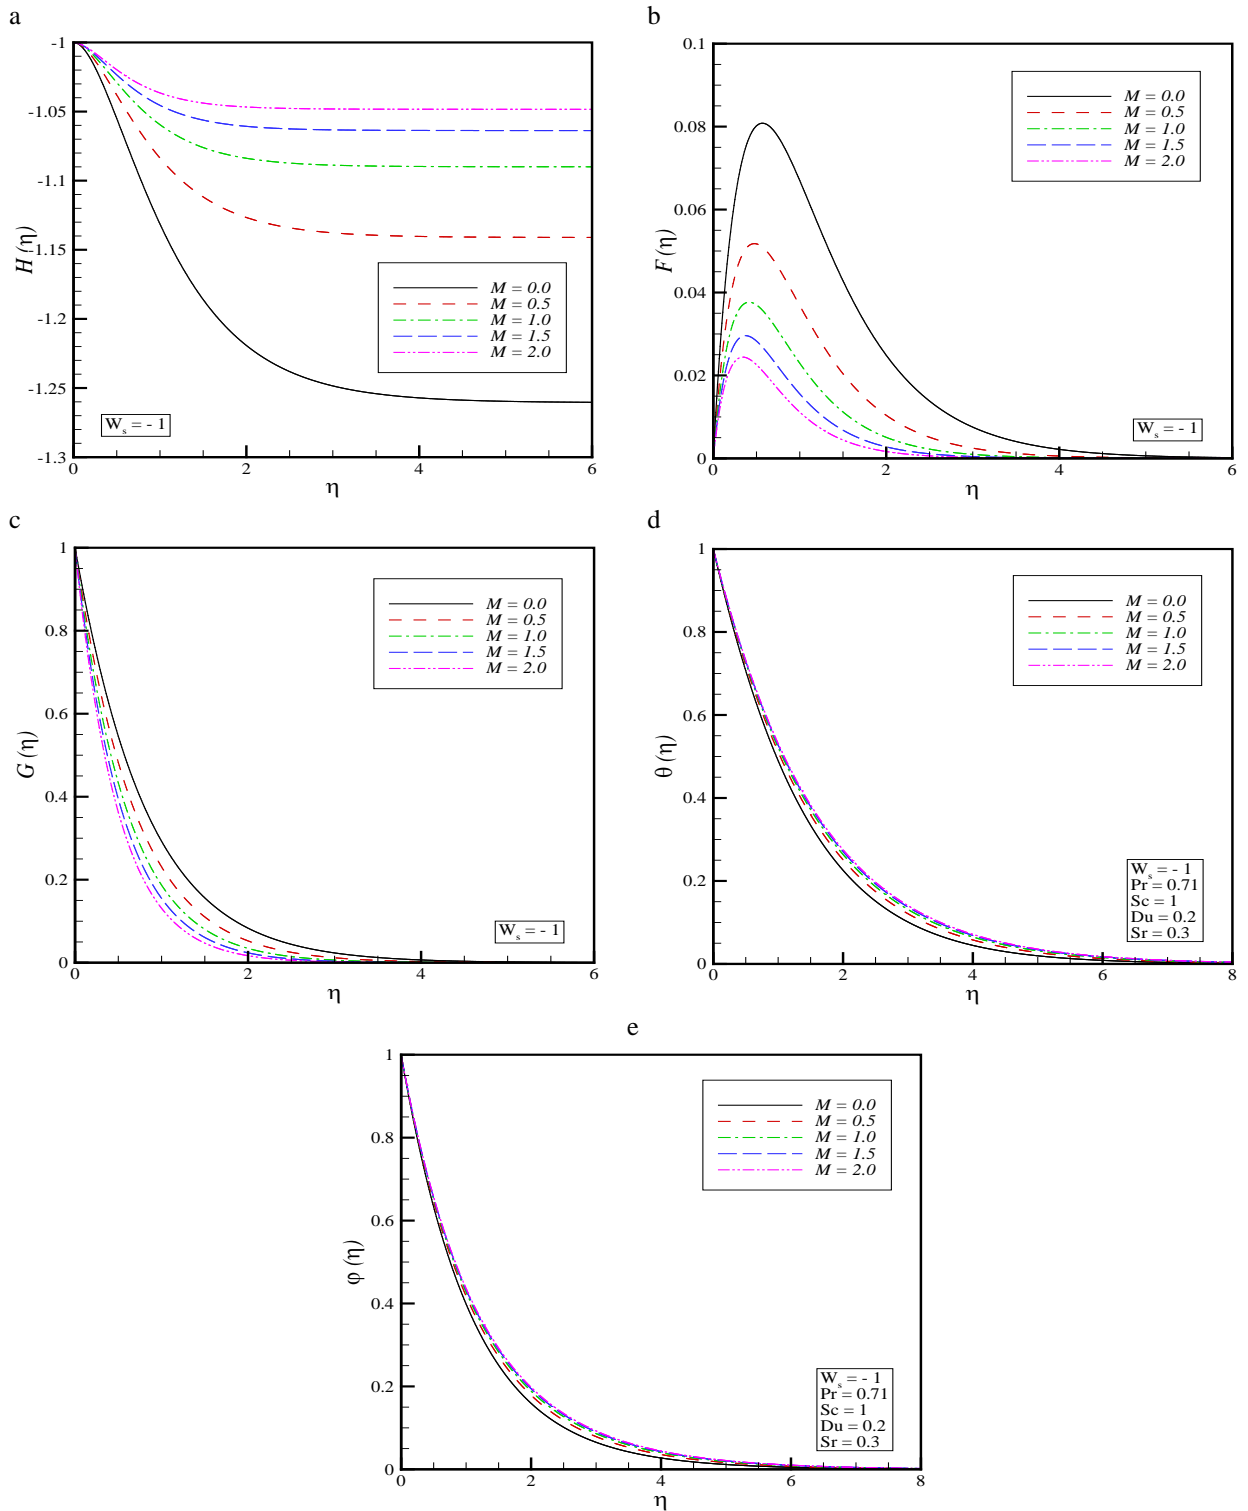 a
H (η)
-1
-1.05
-1.1
-1.15
-1.2
-1.25
-1.3
M = 0.0
M = 0.5
M = 1.0
M = 1.5
M = 2.0
W_s = - 1
0
2
4
6
η
b
F (η)
0.1
0.08
0.06
0.04
0.02
0
M = 0.0
M = 0.5
M = 1.0
M = 1.5
M = 2.0
W_s = - 1
0
2
4
6
η
c
G (η)
1
0.8
0.6
0.4
0.2
0
M = 0.0
M = 0.5
M = 1.0
M = 1.5
M = 2.0
W_s = - 1
0
2
4
6
η
d
θ (η)
1
0.8
0.6
0.4
0.2
0
M = 0.0
M = 0.5
M = 1.0
M = 1.5
M = 2.0
W_s = - 1
Pr = 0.71
Sc = 1
Du = 0.2
Sr = 0.3
0
2
4
6
8
η
e
φ (η)
1
0.8
0.6
0.4
0.2
0
M = 0.0
M = 0.5
M = 1.0
M = 1.5
M = 2.0
W_s = - 1
Pr = 0.71
Sc = 1
Du = 0.2
Sr = 0.3
0
2
4
6
8
η